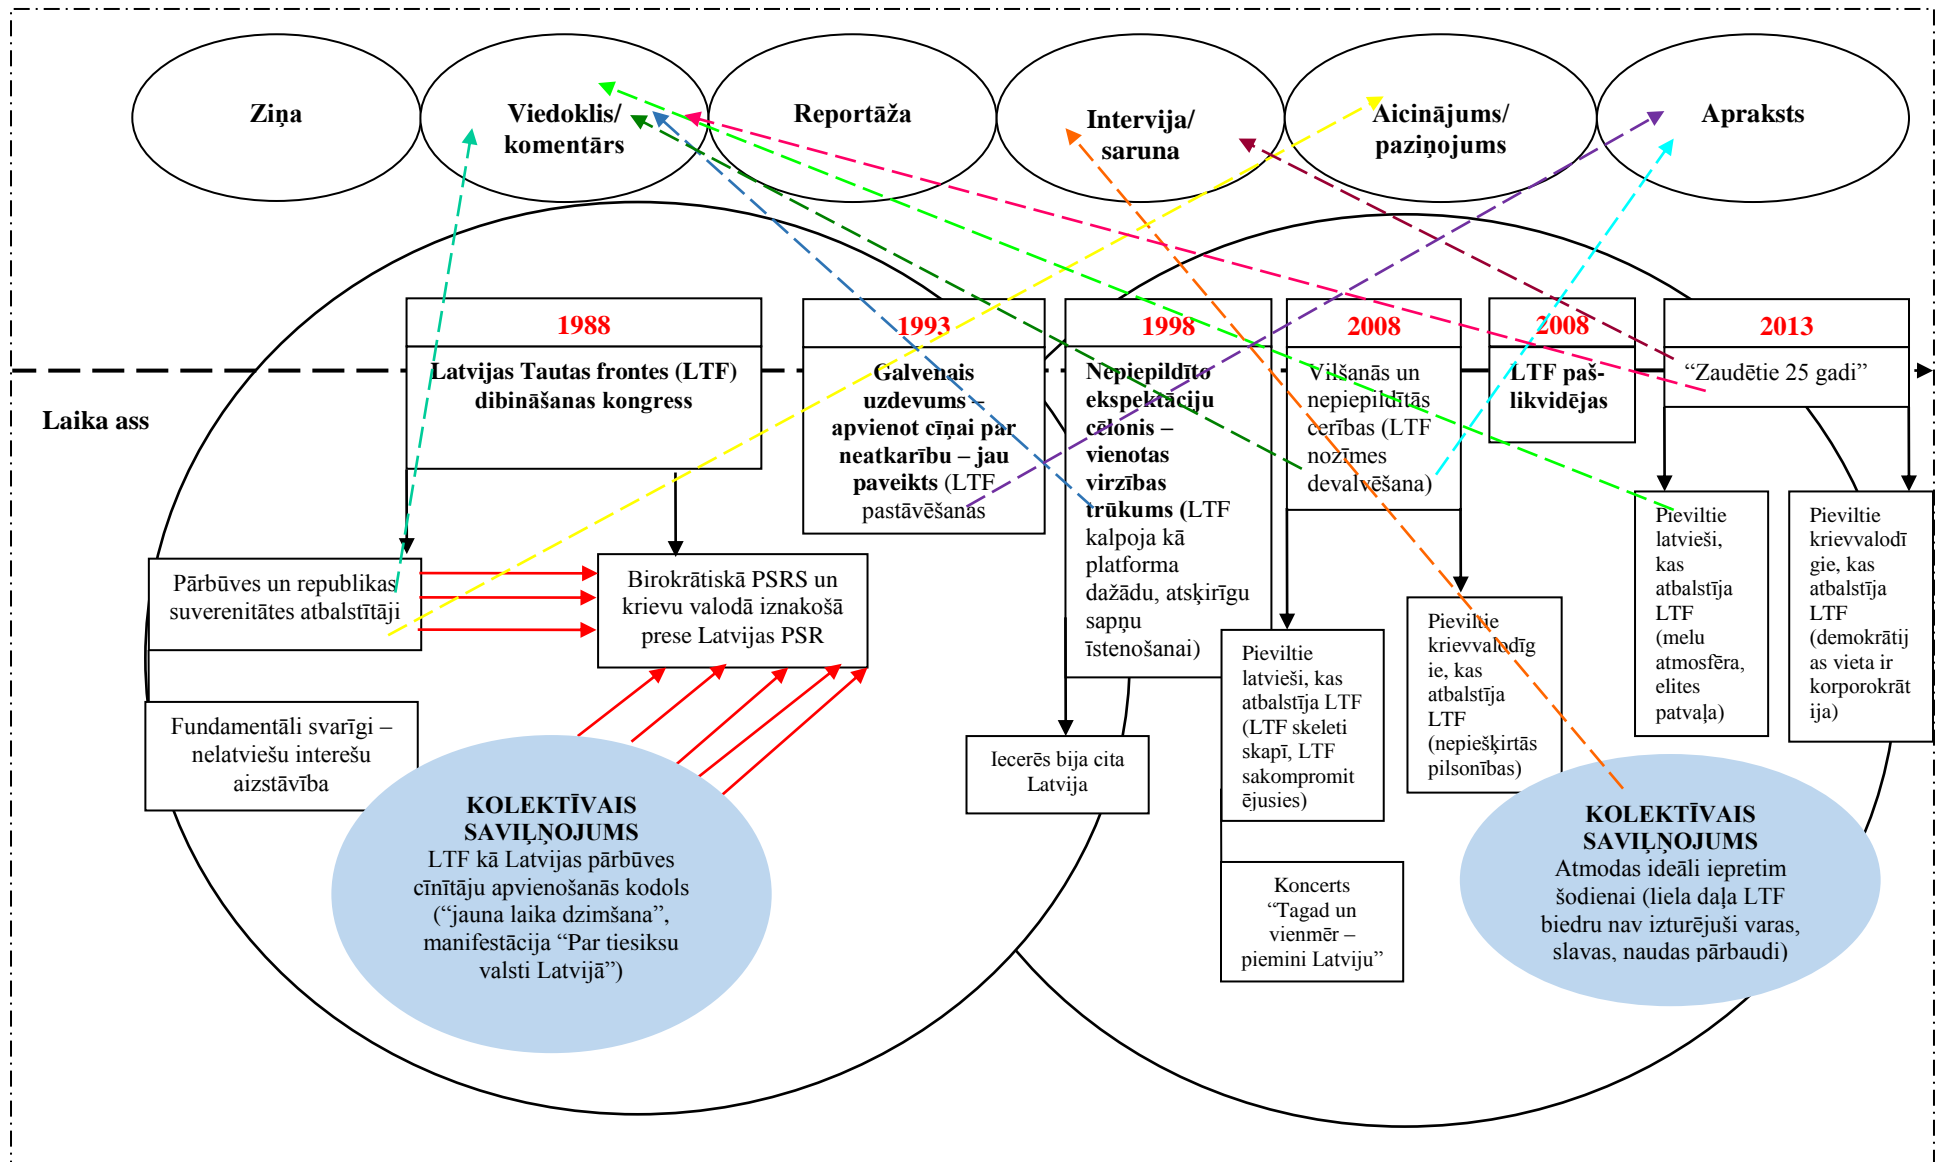 Ziņa
Viedoklis/
komentārs
Reportāža
Intervija/
saruna
Aicinājums/
paziņojums
Apraksts
Laika ass
1988
Latvijas Tautas frontes (LTF)
dibināšanas kongress
1993
Galvenais
uzdevums –
apvienot cīņai par
neatkarību – jau
paveikts (LTF
pastāvēšanas
1998
Nepiepildīto
ekspektāciju
cēlonis –
vienotas
virzības
trūkums (LTF
kalpoja kā
platforma
dažādu, atšķirīgu
sapņu
īstenošanai)
2008
Vilšanās un
nepiepildītās
cerības (LTF
nozīmes
devalvēšana)
2008
LTF paš-
likvidējas
2013
“Zaudētie 25 gadi”
Pārbūves un republikas
suverenitātes atbalstītāji
Birokrātiskā PSRS un
krievu valodā iznākošā
prese Latvijas PSR
Fundamentāli svarīgi –
nelatviešu interešu
aizstāvība
KOLEKTĪVAIS
SAVIĻŅOJUMS
LTF kā Latvijas pārbūves
cīnītāju apvienošanās kodols
(“jauna laika dzimšana”,
manifestācija “Par tiesisku
valsti Latvijā”)
Iecerēs bija cita
Latvija
Pieviltie
latvieši, kas
atbalstīja LTF
(LTF skeleti
skapī, LTF
sakompromit
ējusies)
Koncerts
“Tagad un
vienmēr –
piemini Latviju”
Pieviltie
krievvalodīg
ie, kas
atbalstīja
LTF
(nepiešķirtās
pilsonības)
Pieviltie
latvieši,
kas
atbalstīja
LTF
(melu
atmosfēra,
elites
patvaļa)
Pieviltie
krievvalodī
gie, kas
atbalstīja
LTF
(demokrātij
as vieta ir
korporokrāt
ija)
KOLEKTĪVAIS
SAVIĻŅOJUMS
Atmodas ideāli iepretim
šodienai (liela daļa LTF
biedru nav izturējuši varas,
slavas, naudas pārbaudi)